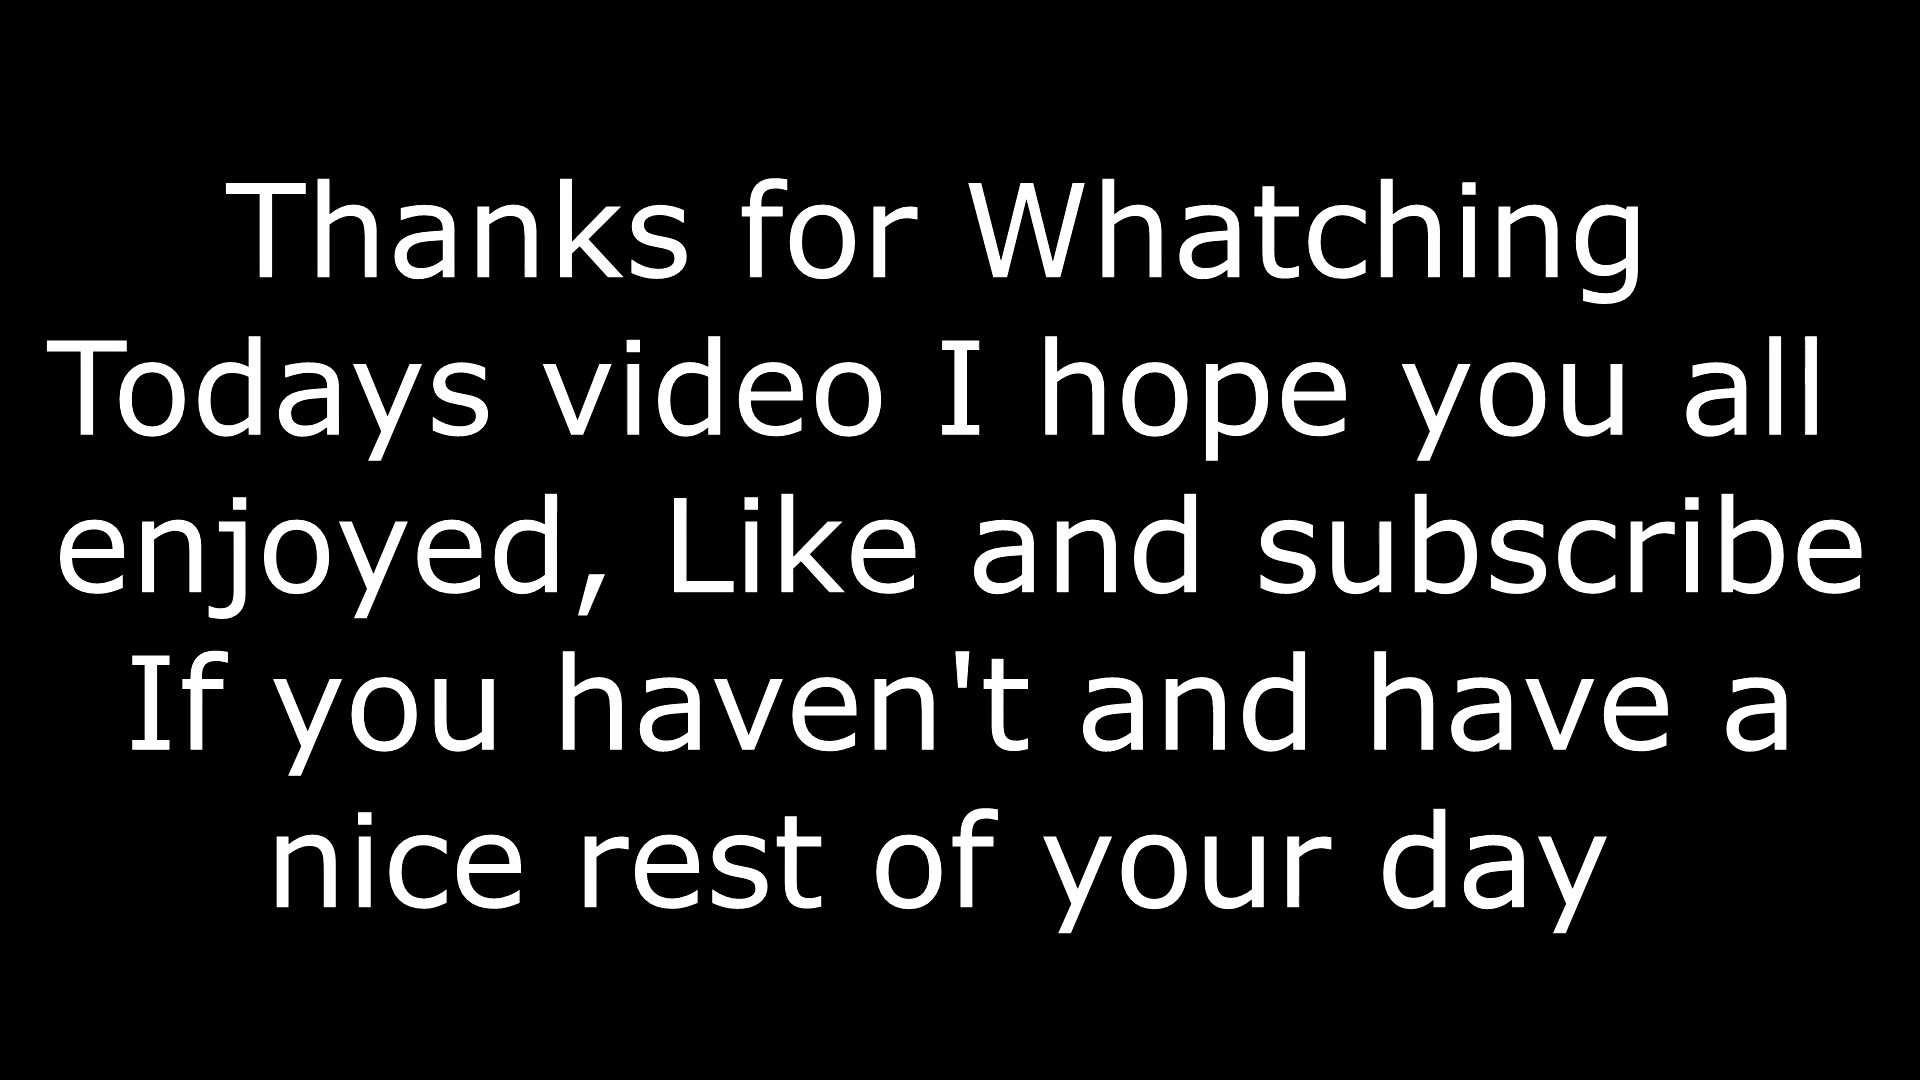 Thanks for Whatching
Todays video I hope you all
enjoyed, Like and subscribe
If you haven't and have a
nice rest of your day